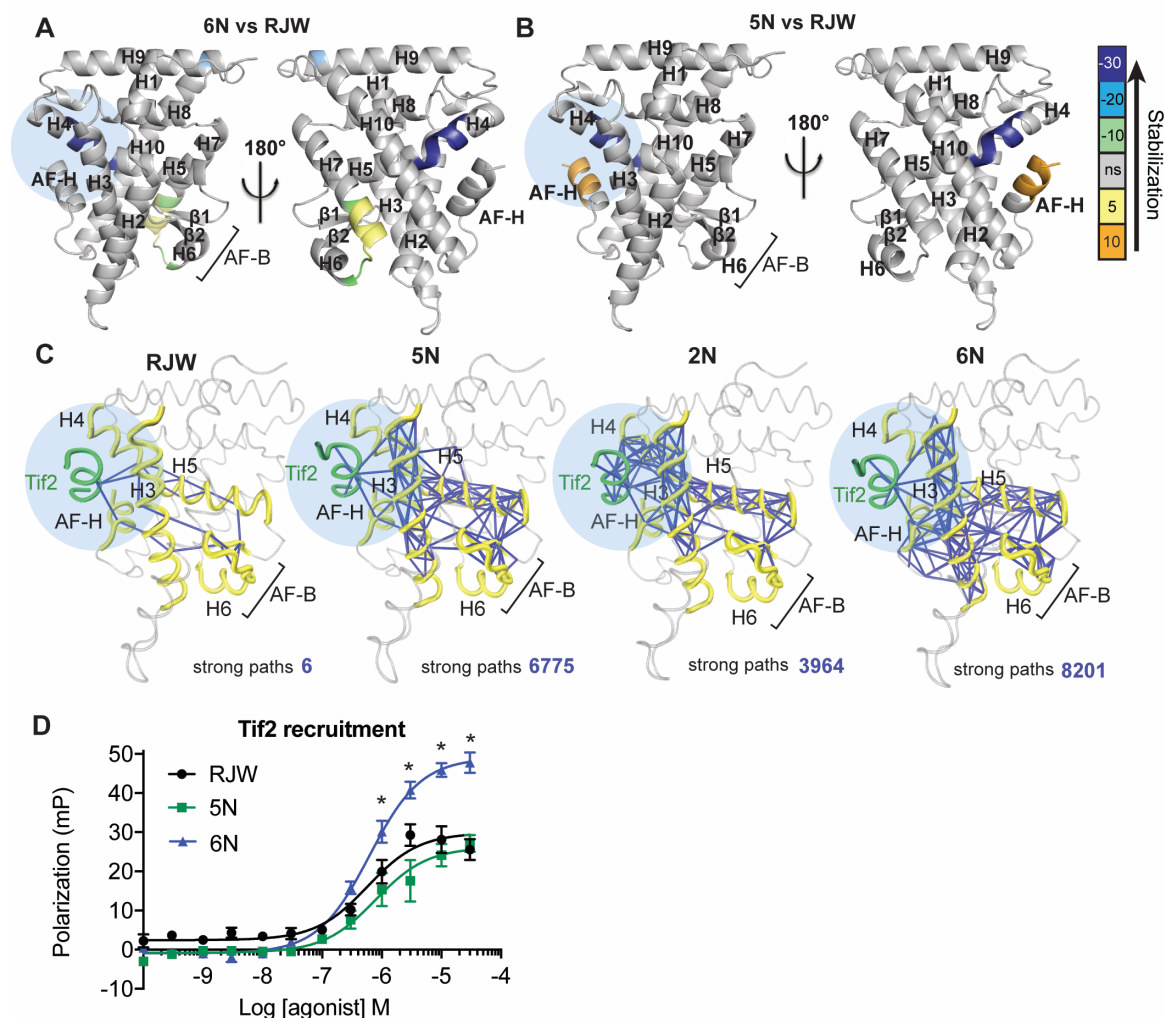 A
6N vs RJW
H9
H1
H8
H4
H10
H7
H5
AF-H
H3
H2
β1
β2
H6
AF-B
180°
H9
H1
H8
H10
H4
H7
H5
H3
AF-H
β1
β2
H2
H6
B
5N vs RJW
H9
H1
H8
H4
H10
H7
H5
AF-H
H3
H2
β1
β2
H6
AF-B
180°
H9
H1
H8
H4
H7
H10
H5
H3
AF-H
β1
β2
H2
H6
-30
-20
-10
ns
5
10
Stabilization
C
RJW
H4
Tif2
H5
H3
AF-H
AF-B
H6
strong paths 6
5N
H4
H5
Tif2
H3
AF-H
AF-B
H6
strong paths 6775
2N
H4
H5
Tif2
H3
AF-H
AF-B
H6
strong paths 3964
6N
H4
H5
Tif2
H3
AF-H
AF-B
H6
strong paths 8201
D
Tif2 recruitment
RJW
5N
6N
* * * *
Polarization (mP)
50
40
30
20
10
0
-10
-9 -8 -7 -6 -5 -4
Log [agonist] M